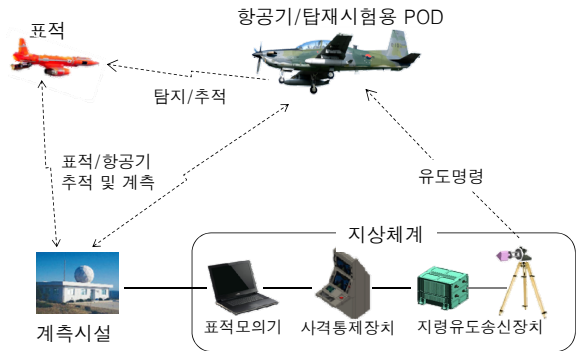 표적
항공기/탑재시험용 POD
탐지/추적
표적/항공기
추적 및 계측
유도명령
지상체계
계측시설
표적모의기
사격통제장치
지령유도송신장치